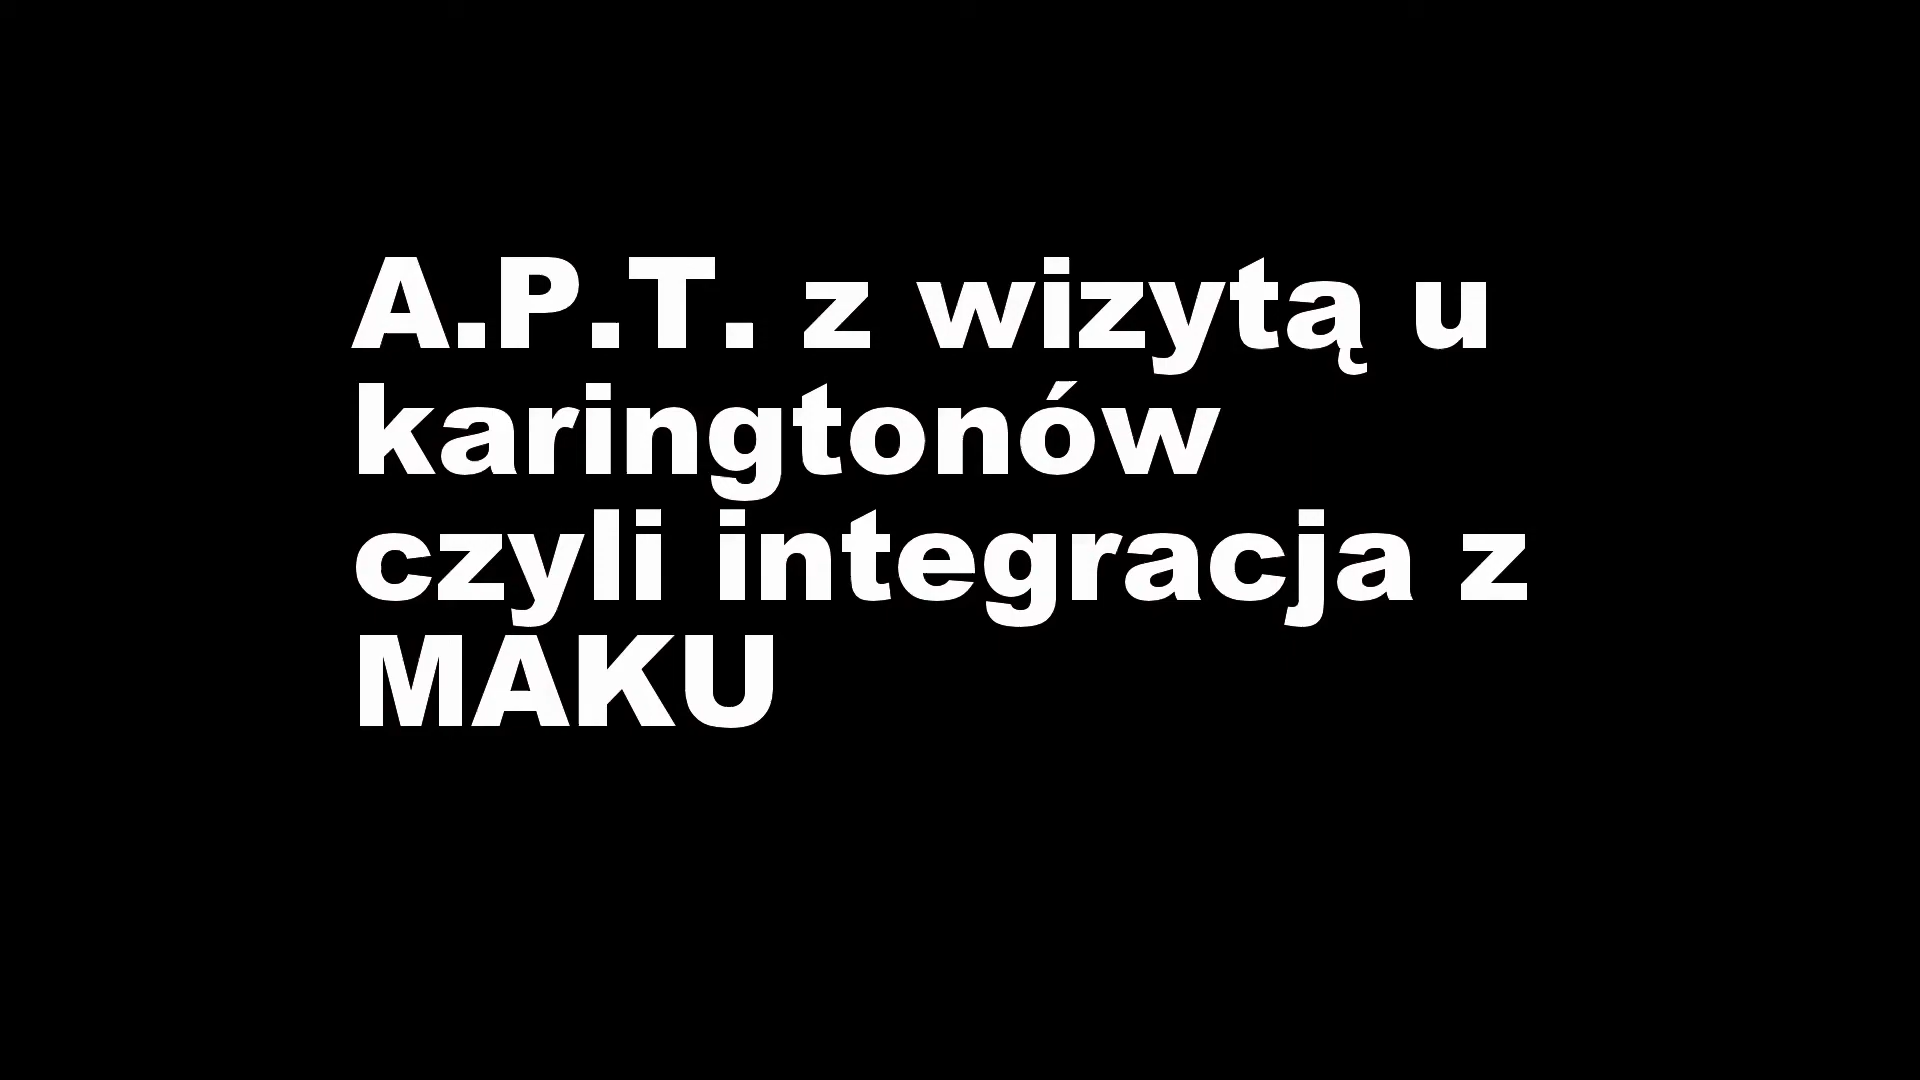 A.P.T. z wizytą u
karingtonów
czyli integracja z
MAKU